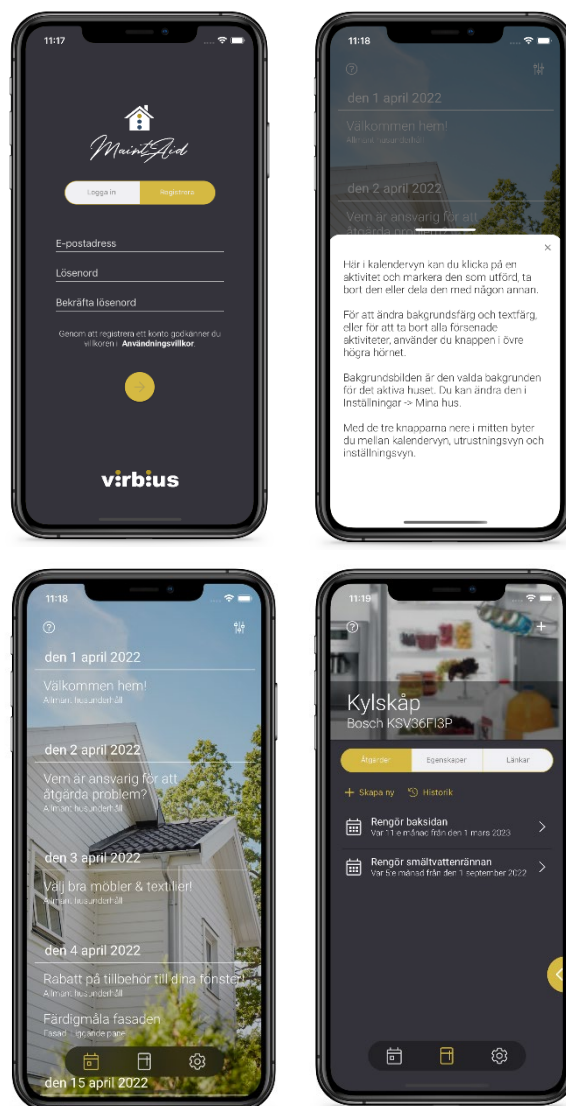 11:17
MaintAid
Logga in
Registrera
E-postadress
Lösenord
Bekräfta lösenord
Genom att registrera ett konto godkänner du
villkoren i Användningsvillkor.
virbius
11:18
den 1 april 2022
Välkommen hem!
Allmänt husunderhåll
den 2 april 2022
Vem är ansvarig för att
åtgärda problem?
Här i kalendervyn kan du klicka på en
aktivitet och markera den som utförd, ta
bort den eller dela den med någon annan.
För att ändra bakgrundsfärg och textfärg,
eller för att ta bort alla försenade
aktiviteter, använder du knappen i övre
högra hörnet.
Bakgrundsbilden är den valda bakgrunden
för det aktiva huset. Du kan ändra den i
Inställningar -> Mina hus.
Med de tre knapparna nere i mitten byter
du mellan kalendervyn, utrustningsvyn och
inställningsvyn.
11:18
den 1 april 2022
Välkommen hem!
Allmänt husunderhåll
den 2 april 2022
Vem är ansvarig för att
åtgärda problem?
Allmänt husunderhåll
den 3 april 2022
Välj bra möbler & textilier!
Allmänt husunderhåll
den 4 april 2022
Rabatt på tillbehör till dina fönster!
Allmänt husunderhåll
Färdigmåla fasaden
Fasad: Liggande panel
den 15 april 2022
11:19
Kylskåp
Bosch KSV36FI3P
Åtgärder
Egenskaper
Länkar
+ Skapa ny
Historik
Rengör baksidan
Var 11:e månad från den 1 mars 2023
Rengör smältvattenrännan
Var 5:e månad från den 1 september 2022